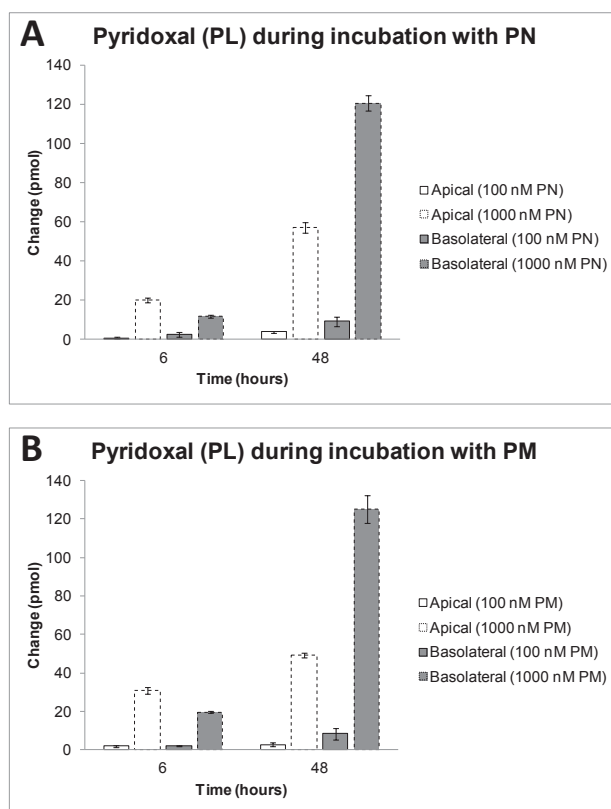 A
Pyridoxal (PL) during incubation with PN
140
120
100
80
60
40
20
0
Change (pmol)
6
48
Time (hours)
Apical (100 nM PN)
Apical (1000 nM PN)
Basolateral (100 nM PN)
Basolateral (1000 nM PN)
B
Pyridoxal (PL) during incubation with PM
140
120
100
80
60
40
20
0
Change (pmol)
6
48
Time (hours)
Apical (100 nM PM)
Apical (1000 nM PM)
Basolateral (100 nM PM)
Basolateral (1000 nM PM)